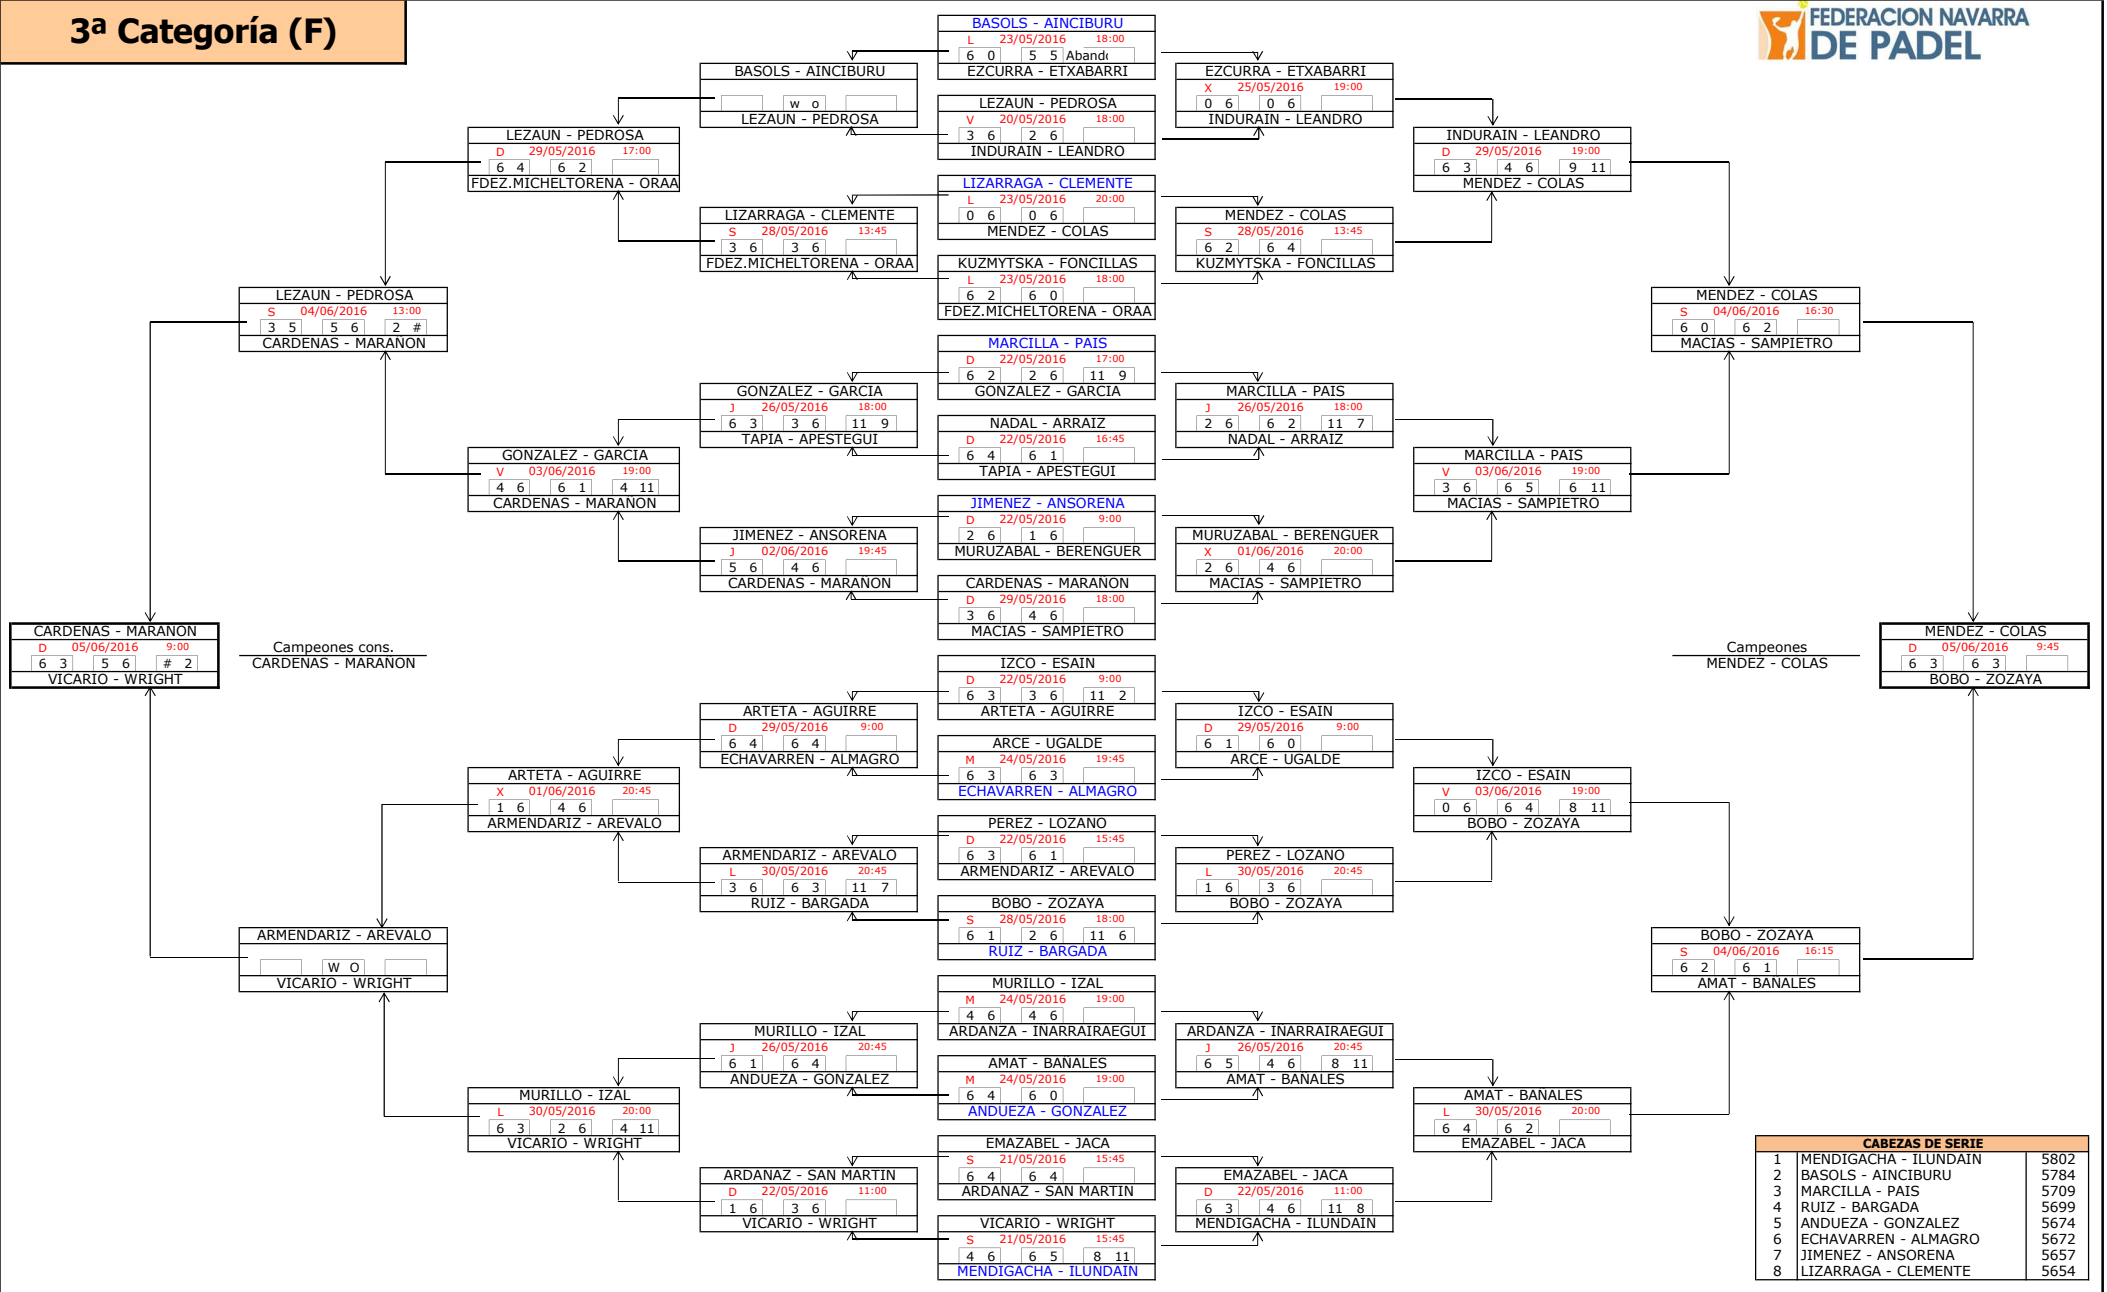 3ª Categoría (F)
FEDERACION NAVARRA
DE PADEL
CARDENAS - MARAÑON
D 05/06/2016 9:00
6 3 5 6 # 2
VICARIO - WRIGHT
Campeones cons.
CARDENAS - MARAÑON
LEZAUN - PEDROSA
S 04/06/2016 13:00
3 5 5 6 2 #
CARDENAS - MARAÑON
ARMENDARIZ - AREVALO
W O
VICARIO - WRIGHT
LEZAUN - PEDROSA
D 29/05/2016 17:00
6 4 6 2
FDEZ.MICHELTORENA - ORAA
GONZALEZ - GARCIA
V 03/06/2016 19:00
4 6 6 1 4 11
CARDENAS - MARAÑON
ARTETA - AGUIRRE
X 01/06/2016 20:45
1 6 4 6
ARMENDARIZ - AREVALO
MURILLO - IZAL
L 30/05/2016 20:00
6 3 2 6 4 11
VICARIO - WRIGHT
BASOLS - AINCIBURU
w o
LEZAUN - PEDROSA
LIZARRAGA - CLEMENTE
S 28/05/2016 13:45
3 6 3 6
FDEZ.MICHELTORENA - ORAA
GONZALEZ - GARCIA
J 26/05/2016 18:00
6 3 3 6 11 9
TAPIA - APESTEGUI
JIMENEZ - ANSORENA
J 02/06/2016 19:45
5 6 4 6
CARDENAS - MARAÑON
ARTETA - AGUIRRE
D 29/05/2016 9:00
6 4 6 4
ECHAVARREN - ALMAGRO
ARMENDARIZ - AREVALO
L 30/05/2016 20:45
3 6 6 3 11 7
RUIZ - BARGADA
MURILLO - IZAL
J 26/05/2016 20:45
6 1 6 4
ANDUEZA - GONZALEZ
ARDANAZ - SAN MARTIN
D 22/05/2016 11:00
1 6 3 6
VICARIO - WRIGHT
BASOLS - AINCIBURU
L 23/05/2016 18:00
6 0 5 5 Aband
EZCURRA - ETXABARRI
LEZAUN - PEDROSA
V 20/05/2016 18:00
3 6 2 6
INDURAIN - LEANDRO
LIZARRAGA - CLEMENTE
L 23/05/2016 20:00
0 6 0 6
MENDEZ - COLAS
KUZMYTSKA - FONCILLAS
L 23/05/2016 18:00
6 2 6 0
FDEZ.MICHELTORENA - ORAA
MARCILLA - PAIS
D 22/05/2016 17:00
6 2 2 6 11 9
GONZALEZ - GARCIA
NADAL - ARRAIZ
D 22/05/2016 16:45
6 4 6 1
TAPIA - APESTEGUI
JIMENEZ - ANSORENA
D 22/05/2016 9:00
2 6 1 6
MURUZABAL - BERENGUER
CARDENAS - MARAÑON
D 29/05/2016 18:00
3 6 4 6
MACIAS - SAMPIETRO
IZCO - ESAIN
D 22/05/2016 9:00
6 3 3 6 11 2
ARTETA - AGUIRRE
ARCE - UGALDE
M 24/05/2016 19:45
6 3 6 3
ECHAVARREN - ALMAGRO
PEREZ - LOZANO
D 22/05/2016 15:45
6 3 6 1
ARMENDARIZ - AREVALO
BOBO - ZOZAYA
S 28/05/2016 18:00
6 1 2 6 11 6
RUIZ - BARGADA
MURILLO - IZAL
M 24/05/2016 19:00
4 6 4 6
ARDANZA - IÑARRAIRAEGUI
AMAT - BAÑALES
M 24/05/2016 19:00
6 4 6 0
ANDUEZA - GONZALEZ
EMAZABEL - JACA
S 21/05/2016 15:45
6 4 6 4
ARDANAZ - SAN MARTIN
VICARIO - WRIGHT
S 21/05/2016 15:45
4 6 6 5 8 11
MENDIGACHA - ILUNDAIN
EZCURRA - ETXABARRI
X 25/05/2016 19:00
0 6 0 6
INDURAIN - LEANDRO
MENDEZ - COLAS
S 28/05/2016 13:45
6 2 6 4
KUZMYTSKA - FONCILLAS
MARCILLA - PAIS
J 26/05/2016 18:00
2 6 6 2 11 7
NADAL - ARRAIZ
MURUZABAL - BERENGUER
X 01/06/2016 20:00
2 6 4 6
MACIAS - SAMPIETRO
IZCO - ESAIN
D 29/05/2016 9:00
6 1 6 0
ARCE - UGALDE
PEREZ - LOZANO
L 30/05/2016 20:45
1 6 3 6
BOBO - ZOZAYA
ARDANZA - IÑARRAIRAEGUI
J 26/05/2016 20:45
6 5 4 6 8 11
AMAT - BAÑALES
EMAZABEL - JACA
D 22/05/2016 11:00
6 3 4 6 11 8
MENDIGACHA - ILUNDAIN
INDURAIN - LEANDRO
D 29/05/2016 19:00
6 3 4 6 9 11
MENDEZ - COLAS
MARCILLA - PAIS
V 03/06/2016 19:00
3 6 6 5 6 11
MACIAS - SAMPIETRO
IZCO - ESAIN
V 03/06/2016 19:00
0 6 6 4 8 11
BOBO - ZOZAYA
AMAT - BAÑALES
L 30/05/2016 20:00
6 4 6 2
EMAZABEL - JACA
MENDEZ - COLAS
S 04/06/2016 16:30
6 0 6 2
MACIAS - SAMPIETRO
BOBO - ZOZAYA
S 04/06/2016 16:15
6 2 6 1
AMAT - BAÑALES
Campeones
MENDEZ - COLAS
MENDEZ - COLAS
D 05/06/2016 9:45
6 3 6 3
BOBO - ZOZAYA
CABEZAS DE SERIE
1 MENDIGACHA - ILUNDAIN 5802
2 BASOLS - AINCIBURU 5784
3 MARCILLA - PAIS 5709
4 RUIZ - BARGADA 5699
5 ANDUEZA - GONZALEZ 5674
6 ECHAVARREN - ALMAGRO 5672
7 JIMENEZ - ANSORENA 5657
8 LIZARRAGA - CLEMENTE 5654